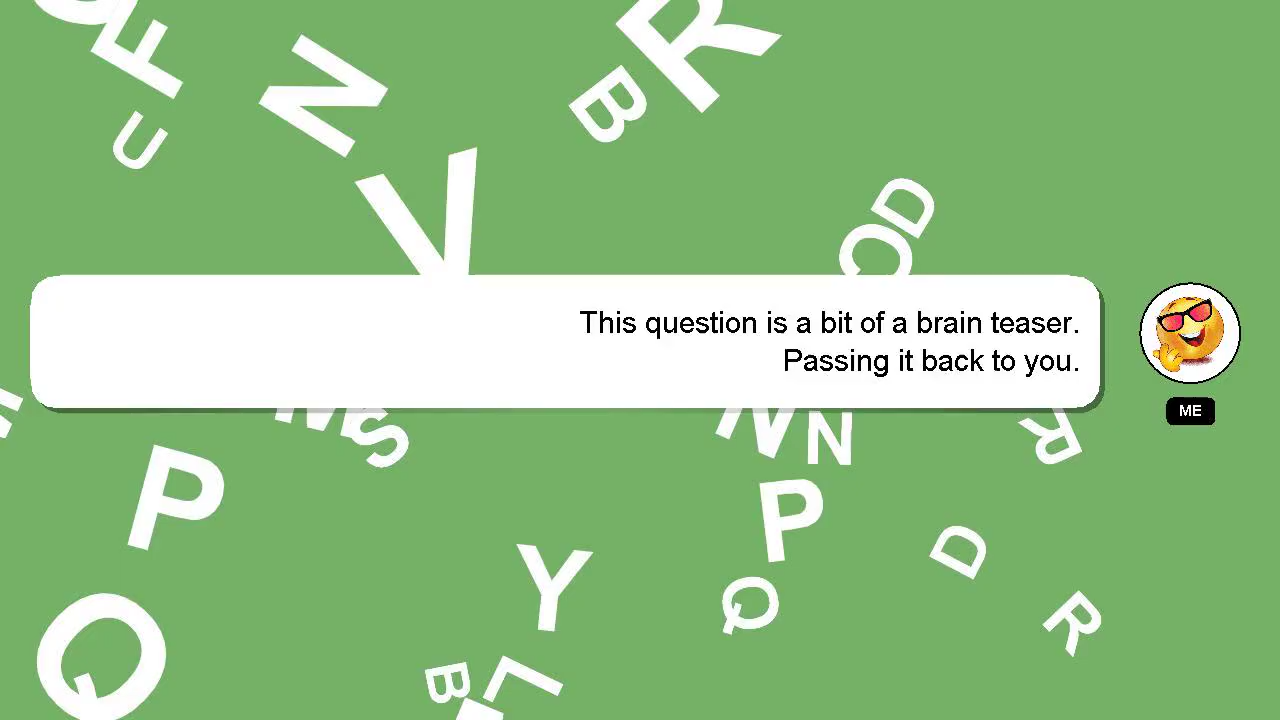 This question is a bit of a brain teaser.
Passing it back to you.
ME
F
N
U
V
B
R
D
S
N
R
P
P
Q
Y
Q
D
R
B
L